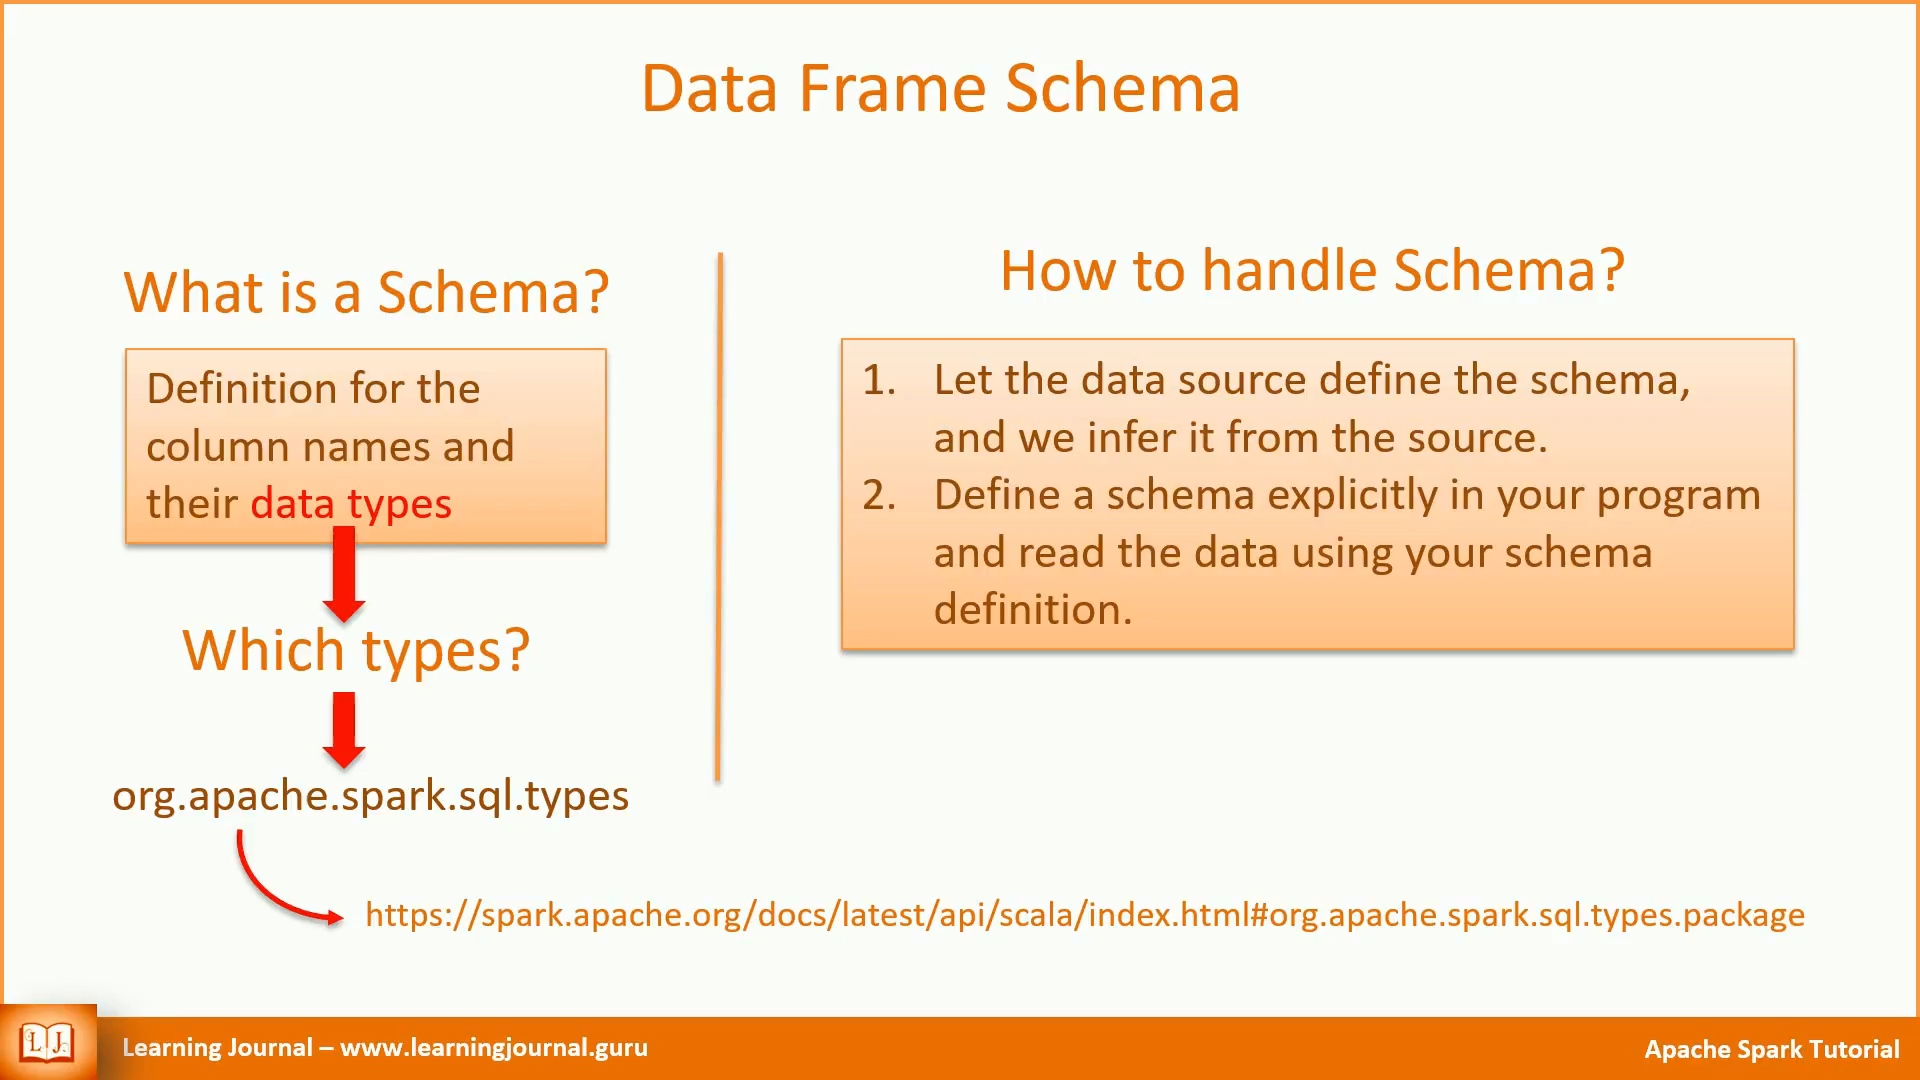 Data Frame Schema
What is a Schema?
Definition for the
column names and
their data types
Which types?
org.apache.spark.sql.types
https://spark.apache.org/docs/latest/api/scala/index.html#org.apache.spark.sql.types.package
How to handle Schema?
1. Let the data source define the schema,
and we infer it from the source.
2. Define a schema explicitly in your program
and read the data using your schema
definition.
L J
Learning Journal – www.learningjournal.guru
Apache Spark Tutorial